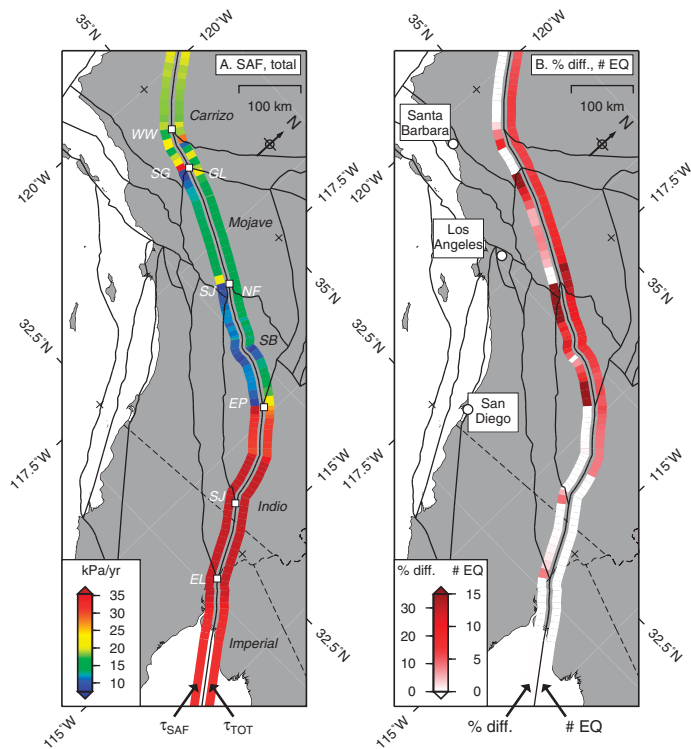 35°N
120°W
A. SAF, total
100 km
N
Carrizo
WW
SG
GL
120°W
117.5°W
Mojave
SJ
NF
35°N
32.5°N
SB
EP
117.5°W
115°W
SJ
Indio
EL
kPa/yr
35
30
25
20
15
10
Imperial
32.5°N
115°W
τSAF
τTOT
35°N
120°W
B. % diff., # EQ
100 km
N
Santa
Barbara
120°W
117.5°W
Los
Angeles
35°N
32.5°N
San
Diego
117.5°W
115°W
% diff.
# EQ
30
20
10
0
15
10
5
0
32.5°N
115°W
% diff.
# EQ